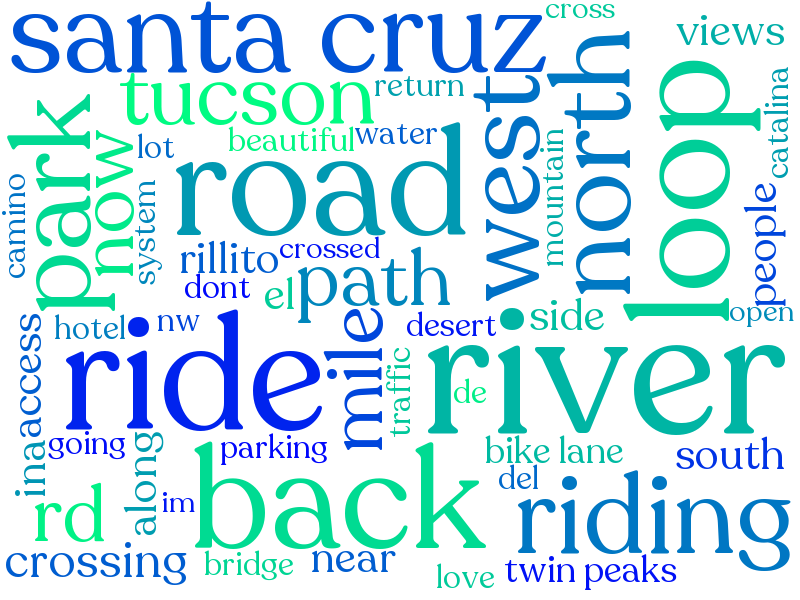 santa cruz
cross
views
tucson
return
beautiful
water
lot
park
now
system
camino
road
west
north
mountain
loop
catalina
people
rillito
crossed
dont
el
path
open
hotel
nw
access
ina
ride
mile
desert
side
river
traffic
de
going
parking
along
im
back
bike lane
south
del
riding
rd
crossing
bridge
near
love
twin peaks